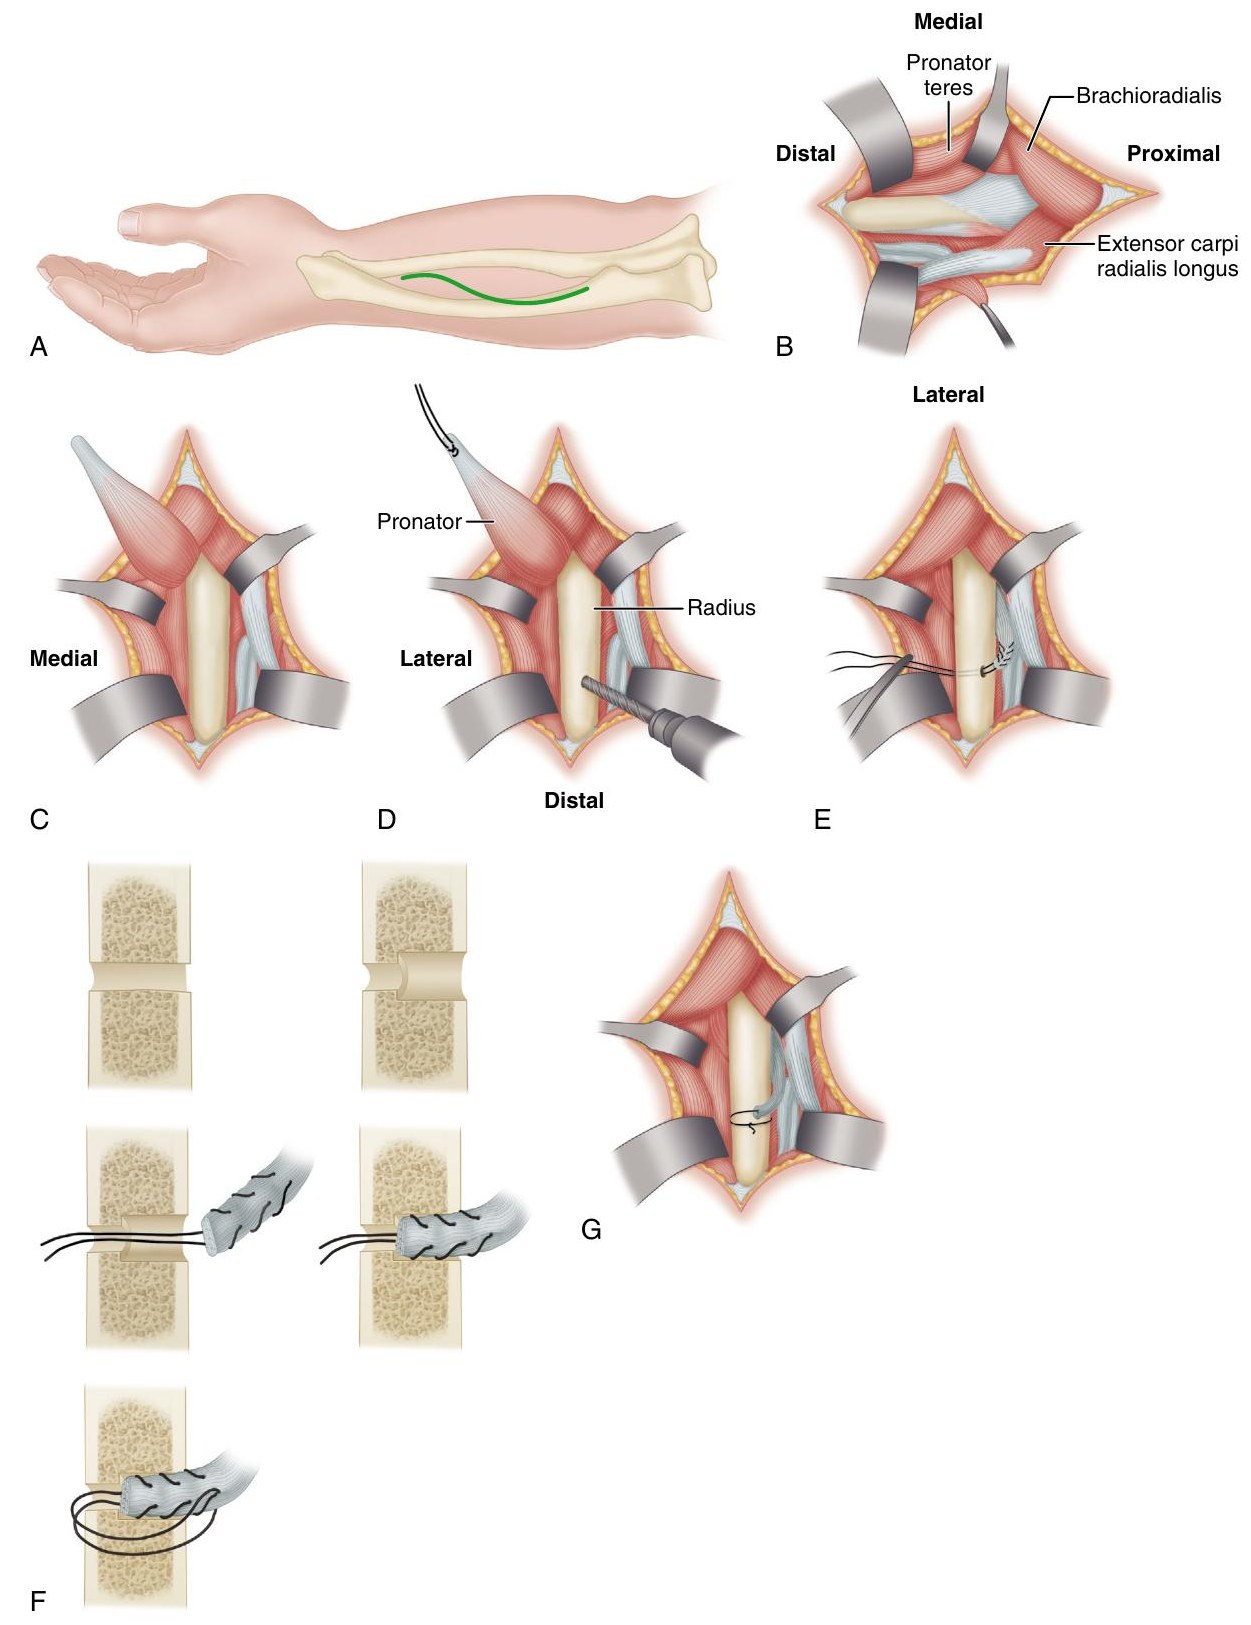 Medial
Pronator
teres
Brachioradialis
Distal
Proximal
Extensor carpi
radialis longus
A
B
Lateral
Pronator
Radius
Medial
Lateral
Distal
C
D
E
G
F